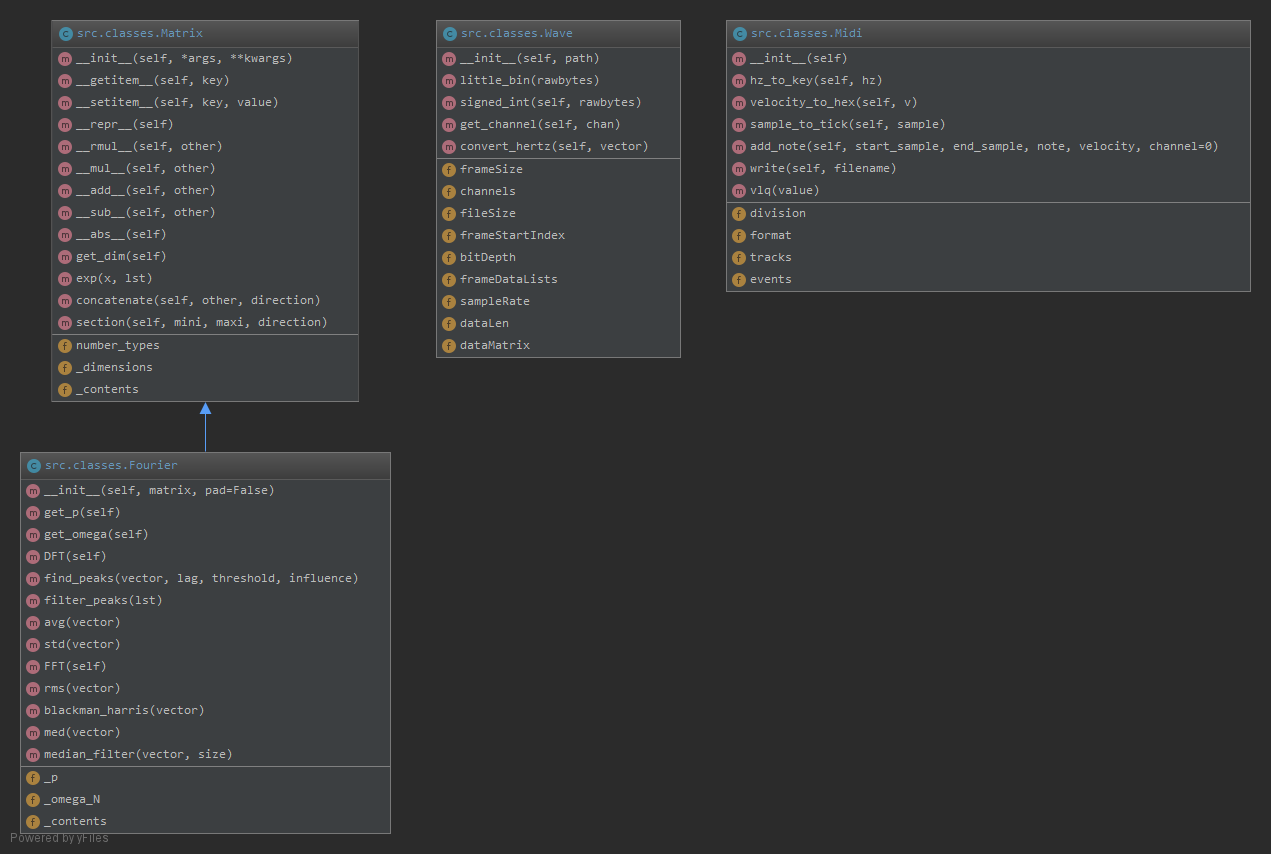 src.classes.Matrix
__init__(self, *args, **kwargs)
__getitem__(self, key)
__setitem__(self, key, value)
__repr__(self)
__rmul__(self, other)
__mul__(self, other)
__add__(self, other)
__sub__(self, other)
__abs__(self)
get_dim(self)
exp(x, lst)
concatenate(self, other, direction)
section(self, mini, maxi, direction)
number_types
_dimensions
_contents
src.classes.Wave
__init__(self, path)
little_bin(rawbytes)
signed_int(self, rawbytes)
get_channel(self, chan)
convert_hertz(self, vector)
frameSize
channels
fileSize
frameStartIndex
bitDepth
frameDataLists
sampleRate
dataLen
dataMatrix
src.classes.Midi
__init__(self)
hz_to_key(self, hz)
velocity_to_hex(self, v)
sample_to_tick(self, sample)
add_note(self, start_sample, end_sample, note, velocity, channel=0)
write(self, filename)
vlq(value)
division
format
tracks
events
src.classes.Fourier
__init__(self, matrix, pad=False)
get_p(self)
get_omega(self)
DFT(self)
find_peaks(vector, lag, threshold, influence)
filter_peaks(lst)
avg(vector)
std(vector)
FFT(self)
rms(vector)
blackman_harris(vector)
med(vector)
median_filter(vector, size)
_p
_omega_N
_contents
Powered by yFiles